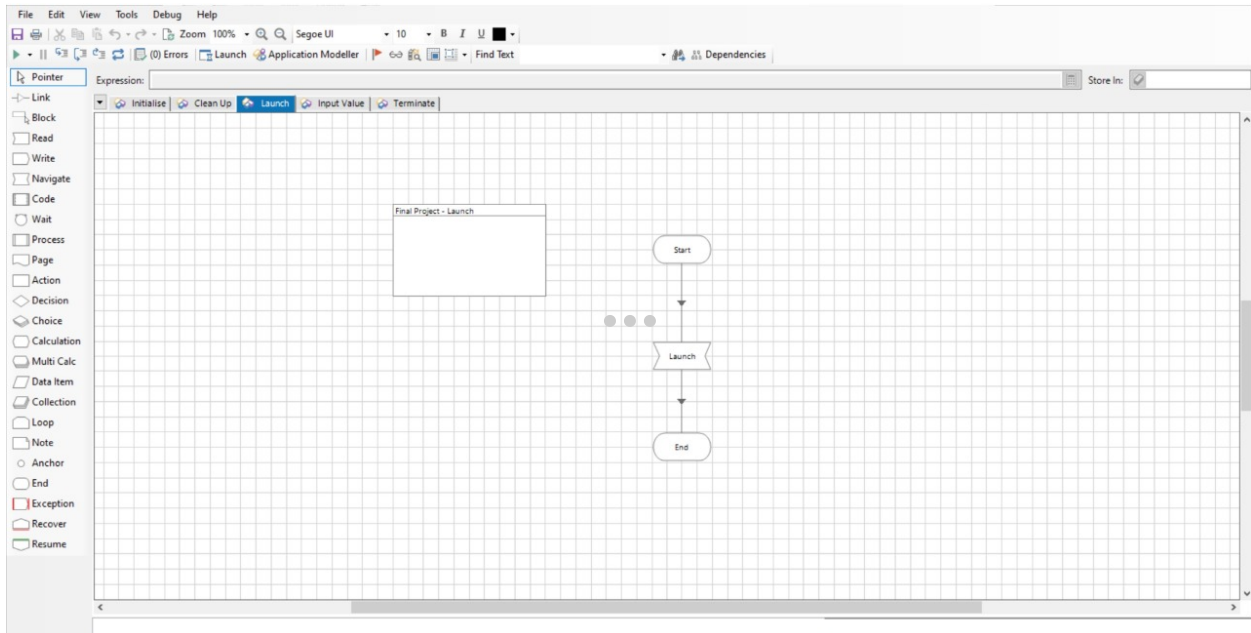 File Edit View Tools Debug Help
Zoom 100% Segoe UI 10 B I U
(0) Errors Launch Application Modeller Find Text Dependencies
Pointer
Expression:
Store In:
Link
Initialise Clean Up Launch Input Value Terminate
Block
Read
Write
Navigate
Code
Wait
Process
Page
Action
Decision
Choice
Calculation
Multi Calc
Data Item
Collection
Loop
Note
Anchor
End
Exception
Recover
Resume
Final Project - Launch
Start
Launch
End